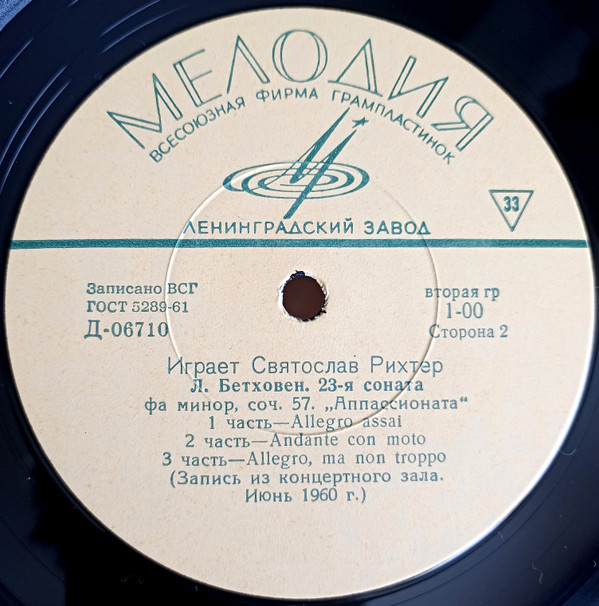 МЕЛОДИЯ
ВСЕСОЮЗНАЯ ФИРМА ГРАМПЛАСТИНОК
ЛЕНИНГРАДСКИЙ ЗАВОД
33
Записано ВСГ
ГОСТ 5289-61
Д-06710
вторая гр
1-00
Сторона 2
Играет Святослав Рихтер
Л. Бетховен. 23-я соната
фа минор, соч. 57. „Аппассионата“
1 часть—Allegro assai
2 часть—Andante con moto
3 часть—Allegro, ma non troppo
(Запись из концертного зала.
Июнь 1960 г.)